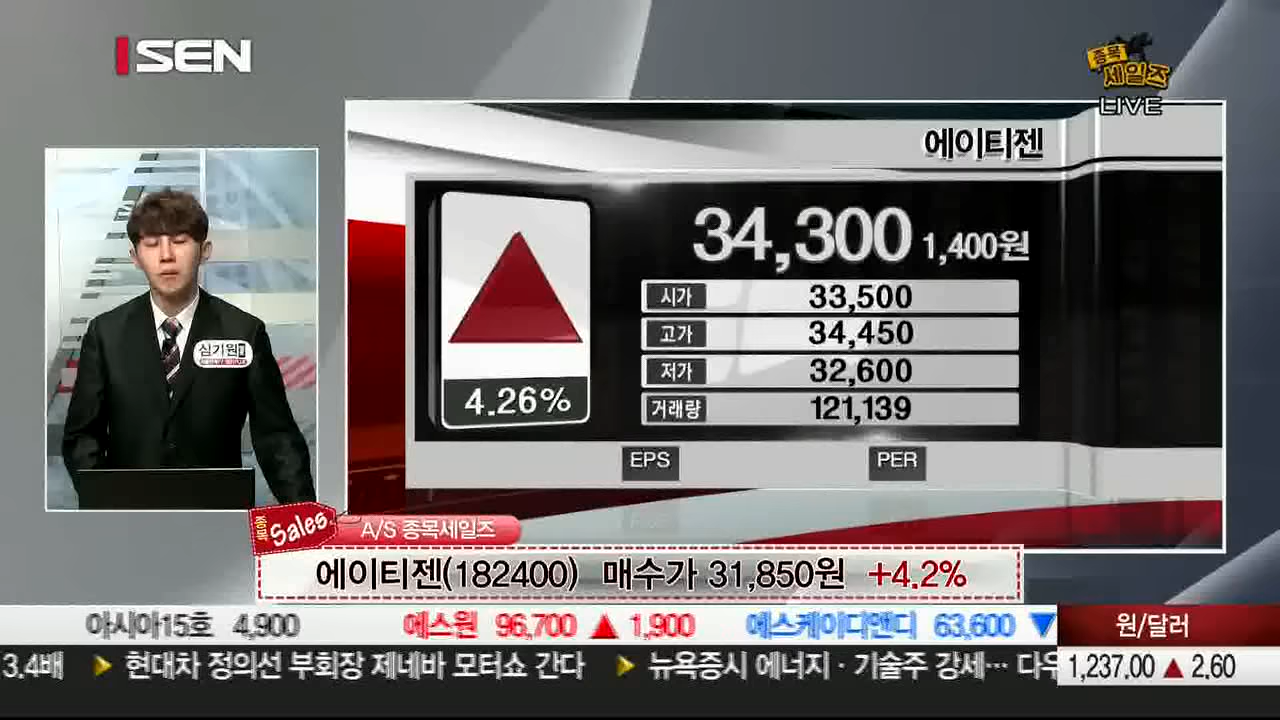 SEN
종목
세일즈
LIVE
에이티젠
34,300 1,400원
시가 33,500
고가 34,450
저가 32,600
거래량 121,139
4.26%
EPS PER
심기원
종목 Sales
A/S 종목세일즈
에이티젠(182400) 매수가 31,850원 +4.2%
아시아15호 4,900 에스원 96,700 ▲ 1,900 에스케이디앤디 63,600 ▼ 원/달러
3.4배 ▶ 현대차 정의선 부회장 제네바 모터쇼 간다 ▶ 뉴욕증시 에너지·기술주 강세… 다우 1,237.00 ▲ 2.60